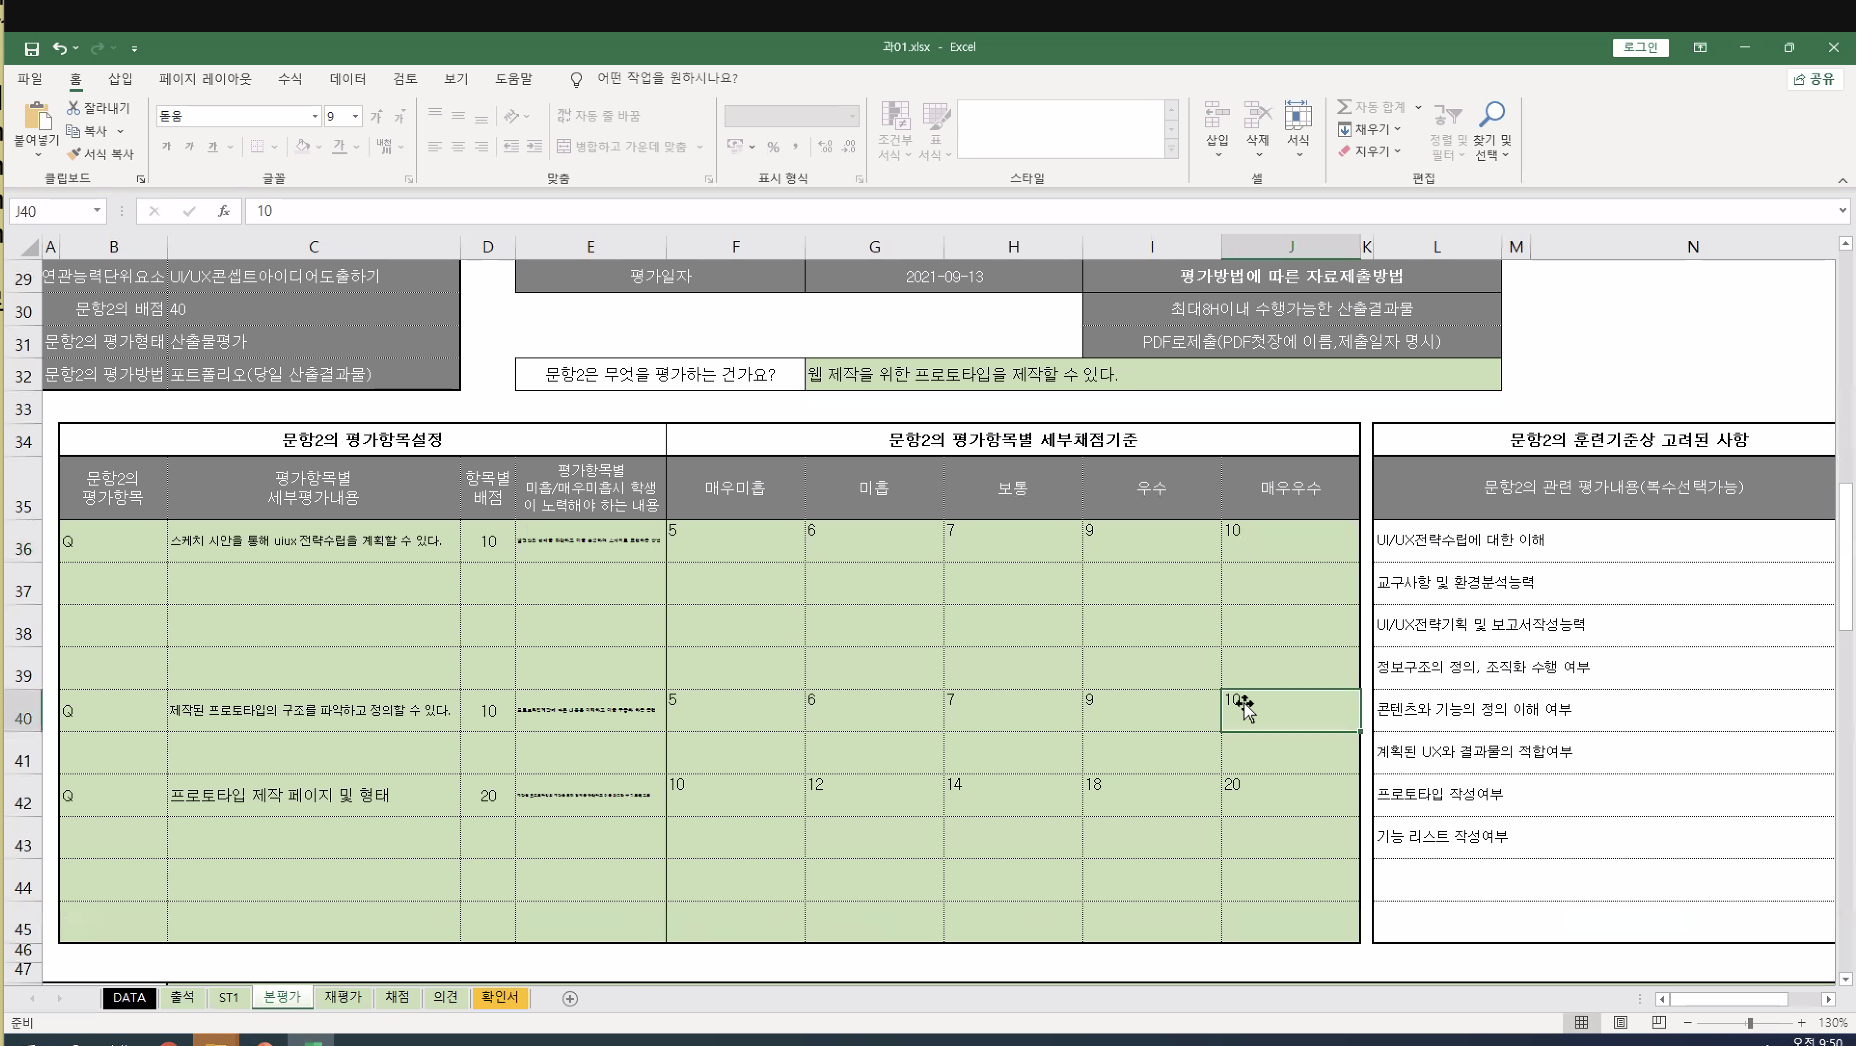 과01.xlsx - Excel
로그인
파일 홈 삽입 페이지 레이아웃 수식 데이터 검토 보기 도움말 어떤 작업을 원하시나요?
공유
붙여넣기 잘라내기
복사
서식 복사
돋움 9
가 가 가 내천
자동 줄 바꿈
병합하고 가운데 맞춤
조건부 서식
표 서식
삽입 삭제 서식
자동 합계
채우기
지우기
정렬 및 필터
찾기 및 선택
클립보드 글꼴 맞춤 표시 형식 스타일 셀 편집
J40 fx 10
A B C D E F G H I J K L M N
29 연관능력단위요소 UI/UX콘셉트아이디어도출하기 평가일자 2021-09-13 평가방법에 따른 자료제출방법
30 문항2의 배점 40 최대8H이내 수행가능한 산출결과물
31 문항2의 평가형태 산출물평가 PDF로제출(PDF첫장에 이름,제출일자 명시)
32 문항2의 평가방법 포트폴리오(당일 산출결과물) 문항2은 무엇을 평가하는 건가요? 웹 제작을 위한 프로토타입을 제작할 수 있다.
33
34 문항2의 평가항목설정 문항2의 평가항목별 세부채점기준 문항2의 훈련기준상 고려된 사항
35 문항2의 평가항목 평가항목별 세부평가내용 항목별 배점 평가항목별 미흡/매우미흡시 학생이 노력해야 하는 내용 매우미흡 미흡 보통 우수 매우우수 문항2의 관련 평가내용(복수선택가능)
36 Q 스케치 시안을 통해 uiux 전략수립을 계획할 수 있다. 10 5 6 7 9 10 UI/UX전략수립에 대한 이해
37 교구사항 및 환경분석능력
38 UI/UX전략기획 및 보고서작성능력
39 정보구조의 정의, 조직화 수행 여부
40 Q 제작된 프로토타입의 구조를 파악하고 정의할 수 있다. 10 5 6 7 9 10 콘텐츠와 기능의 정의 이해 여부
41 계획된 UX와 결과물의 적합여부
42 Q 프로토타입 제작 페이지 및 형태 20 10 12 14 18 20 프로토타입 작성여부
43 기능 리스트 작성여부
44
45
46
47
DATA 출석 ST1 본평가 재평가 채점 의견 확인서
준비 130%
오전 9:50